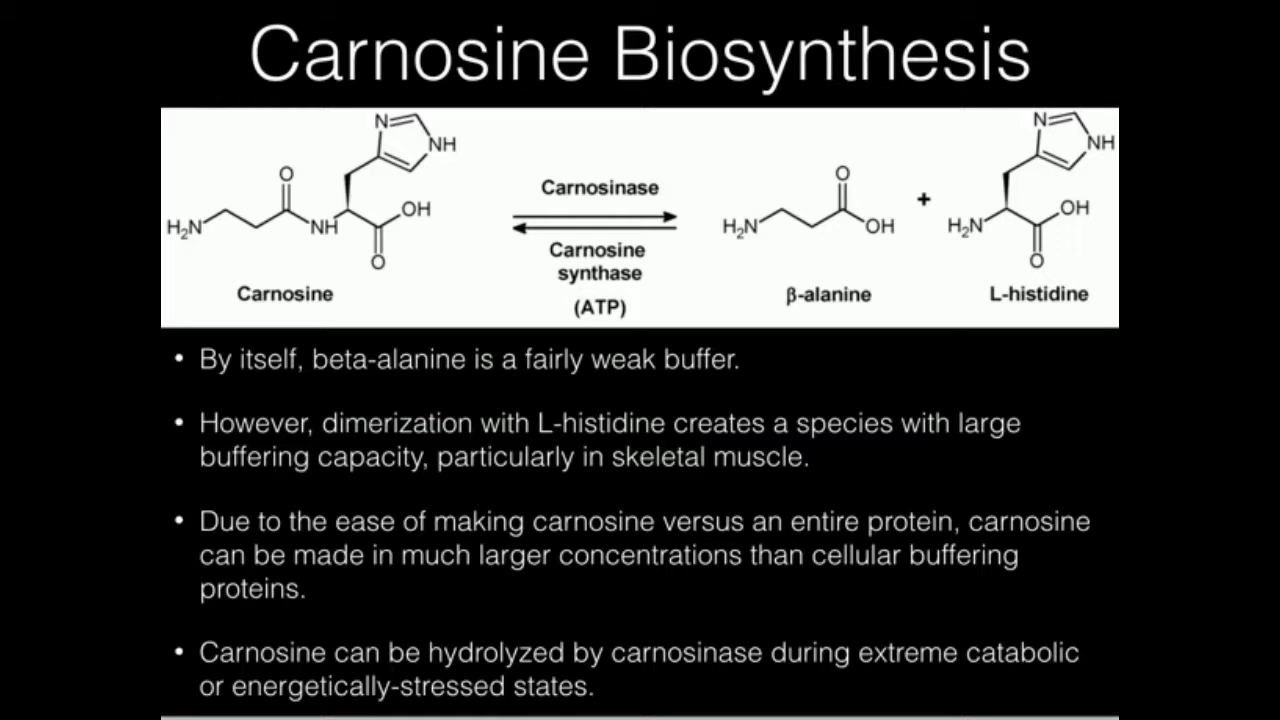 Carnosine Biosynthesis
N
NH
O
OH
H₂N
NH
O
Carnosine
Carnosinase
Carnosine
synthase
(ATP)
O
H₂N
OH
β-alanine
+
N
NH
OH
H₂N
O
L-histidine
• By itself, beta-alanine is a fairly weak buffer.
• However, dimerization with L-histidine creates a species with large
buffering capacity, particularly in skeletal muscle.
• Due to the ease of making carnosine versus an entire protein, carnosine
can be made in much larger concentrations than cellular buffering
proteins.
• Carnosine can be hydrolyzed by carnosinase during extreme catabolic
or energetically-stressed states.